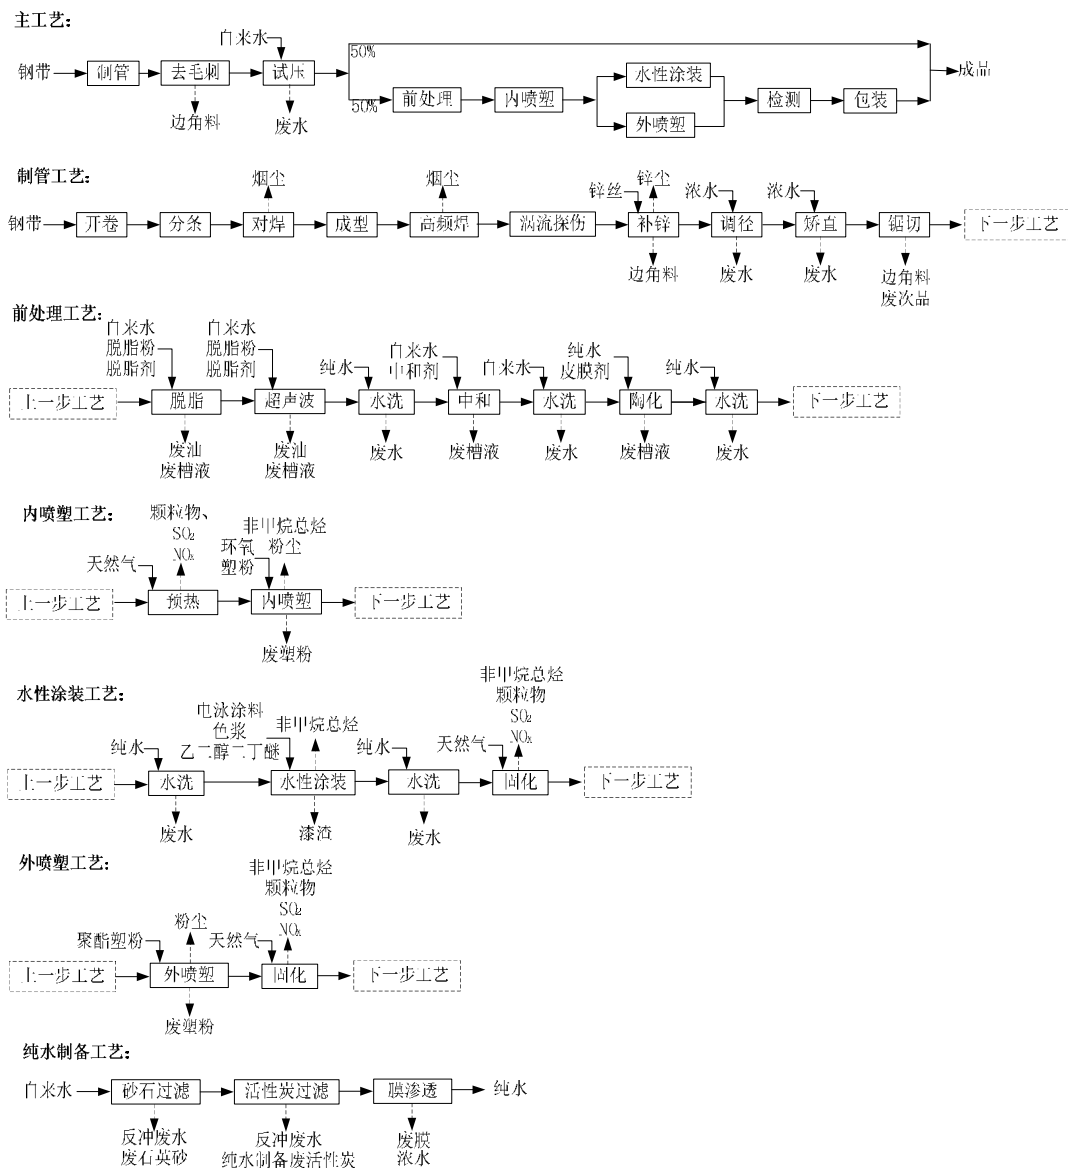 主工艺：
自来水
50%
钢带
制管
去毛刺
试压
成品
水性涂装
50%
前处理
内喷塑
检测
包装
边角料
废水
外喷塑
制管工艺：
烟尘
烟尘
锌丝
锌尘
浓水
浓水
钢带
开卷
分条
对焊
成型
高频焊
涡流探伤
补锌
调径
矫直
锯切
下一步工艺
边角料
废水
废水
边角料
废次品
前处理工艺：
自来水
脱脂粉
脱脂剂
自来水
脱脂粉
脱脂剂
纯水
自来水
中和剂
自来水
纯水
皮膜剂
纯水
上一步工艺
脱脂
超声波
水洗
中和
水洗
陶化
水洗
下一步工艺
废油
废槽液
废油
废槽液
废水
废槽液
废水
废槽液
废水
内喷塑工艺：
颗粒物、
SO₂
NOₓ
非甲烷总烃
粉尘
天然气
环氧
塑粉
上一步工艺
预热
内喷塑
下一步工艺
废塑粉
水性涂装工艺：
非甲烷总烃
颗粒物
SO₂
NOₓ
电泳涂料
色浆
乙二醇二丁醚
非甲烷总烃
纯水
纯水
天然气
上一步工艺
水洗
水性涂装
水洗
固化
下一步工艺
废水
漆渣
废水
外喷塑工艺：
非甲烷总烃
颗粒物
SO₂
NOₓ
粉尘
聚酯塑粉
天然气
上一步工艺
外喷塑
固化
下一步工艺
废塑粉
纯水制备工艺：
自来水
砂石过滤
活性炭过滤
膜渗透
纯水
反冲废水
废石英砂
反冲废水
纯水制备废活性炭
废膜
浓水